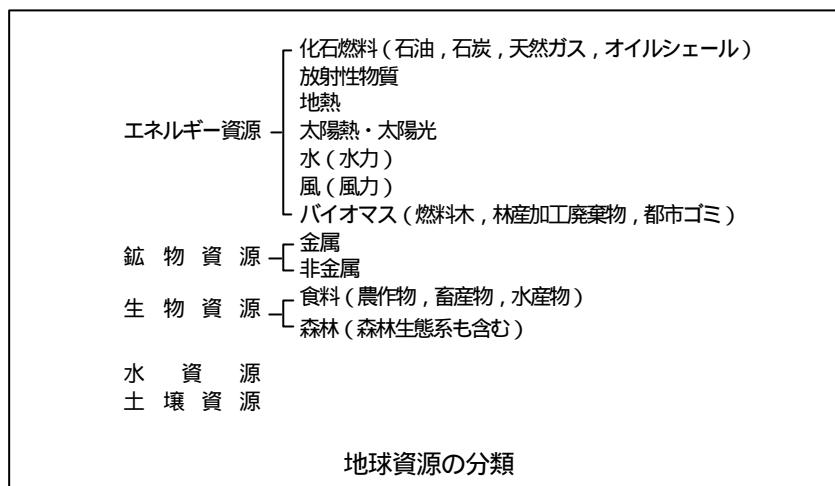 化石燃料（石油，石炭，天然ガス，オイルシェール）
放射性物質
地熱
エネルギー資源 太陽熱・太陽光
水（水力）
風（風力）
バイオマス（燃料木，林産加工廃棄物，都市ゴミ）
鉱物資源 金属
非金属
生物資源 食料（農作物，畜産物，水産物）
森林（森林生態系も含む）
水資源
土壌資源
地球資源の分類